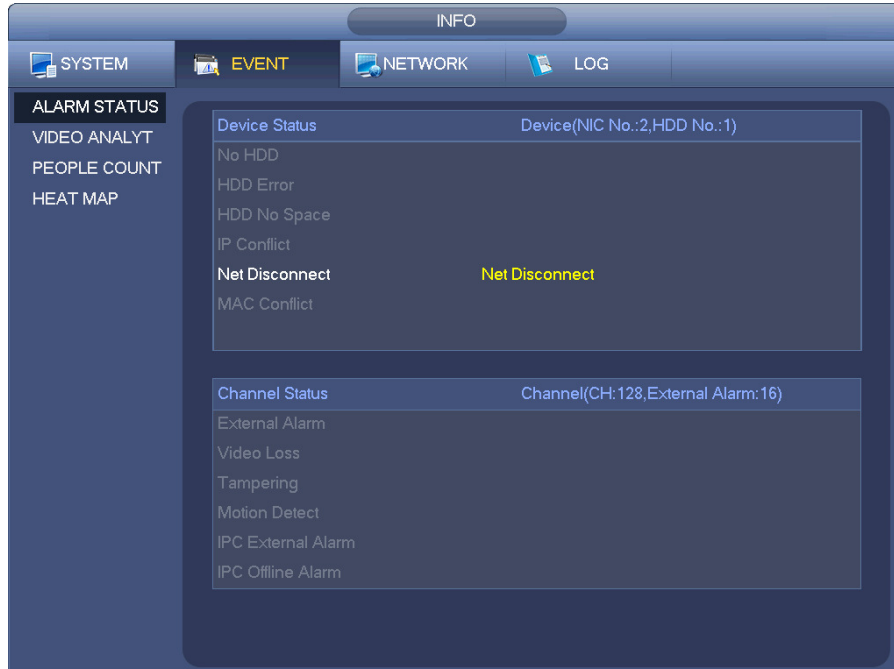 INFO
SYSTEM EVENT NETWORK LOG
ALARM STATUS
VIDEO ANALYT
PEOPLE COUNT
HEAT MAP
Device Status Device(NIC No.:2,HDD No.:1)
No HDD
HDD Error
HDD No Space
IP Conflict
Net Disconnect Net Disconnect
MAC Conflict
Channel Status Channel(CH:128,External Alarm:16)
External Alarm
Video Loss
Tampering
Motion Detect
IPC External Alarm
IPC Offline Alarm